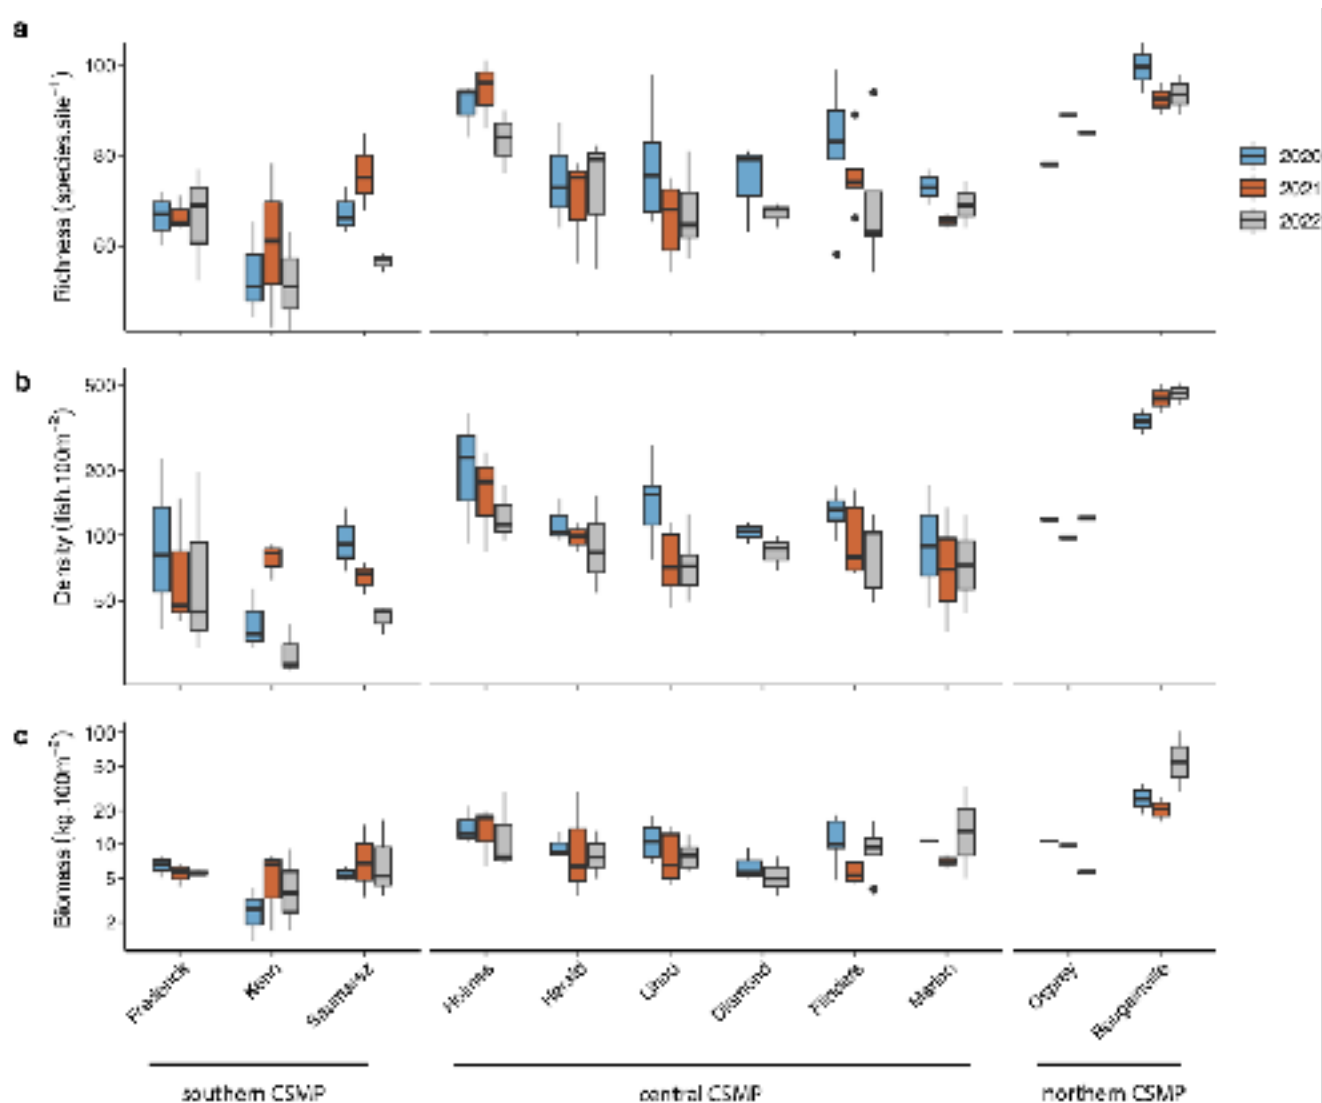 a
Richness (species.site⁻¹)
100
80
60
2020
2021
2022
b
Density (fish.100m⁻²)
500
200
100
50
c
Biomass (kg.100m⁻²)
100
50
20
10
5
2
Frederick
Kenn
Saumarez
Holmes
Herald
Lihou
Diamond
Flinders
Marion
Osprey
Bougainville
southern CSMP
central CSMP
northern CSMP